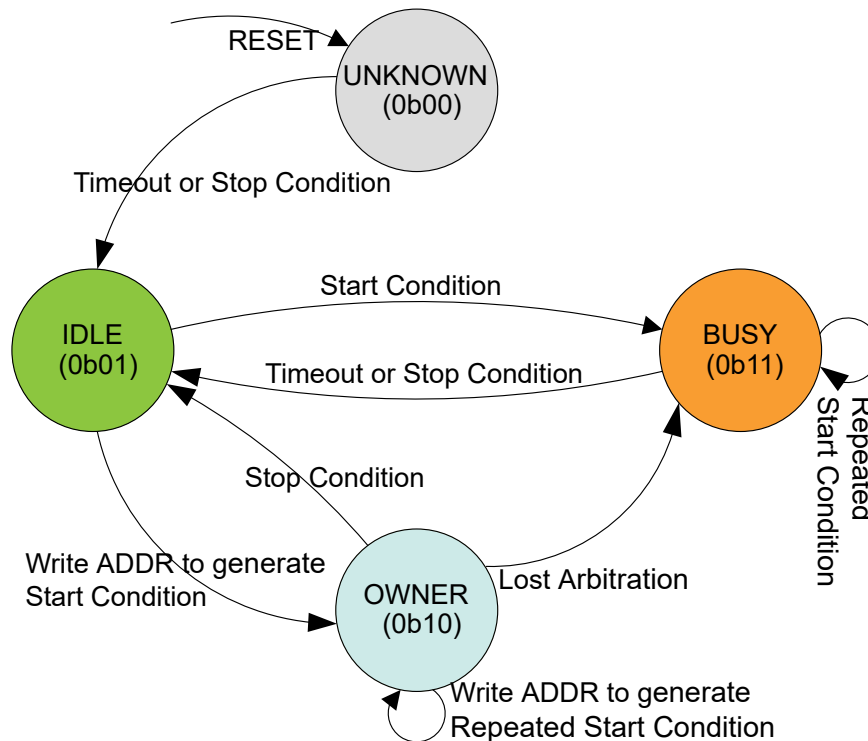 RESET
UNKNOWN
(0b00)
Timeout or Stop Condition
Start Condition
IDLE
(0b01)
BUSY
(0b11)
Timeout or Stop Condition
Repeated
Start Condition
Stop Condition
Write ADDR to generate
Start Condition
Lost Arbitration
OWNER
(0b10)
Write ADDR to generate
Repeated Start Condition